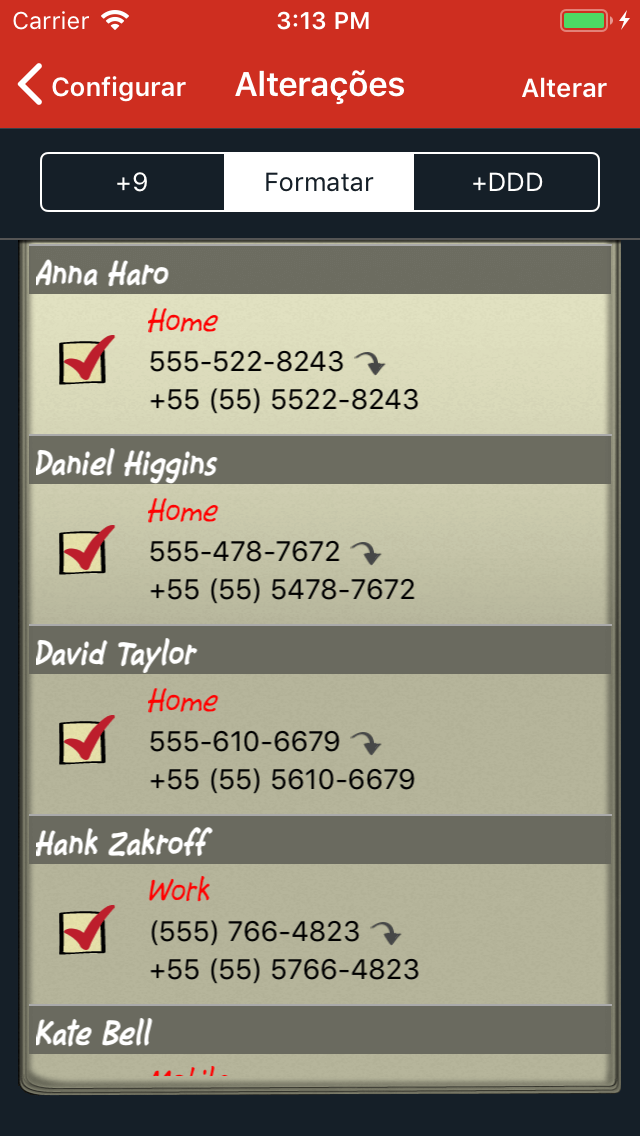 Carrier 3:13 PM
Configurar Alterações Alterar
+9 Formatar +DDD
Anna Haro
Home
555-522-8243
+55 (55) 5522-8243
Daniel Higgins
Home
555-478-7672
+55 (55) 5478-7672
David Taylor
Home
555-610-6679
+55 (55) 5610-6679
Hank Zakroff
Work
(555) 766-4823
+55 (55) 5766-4823
Kate Bell